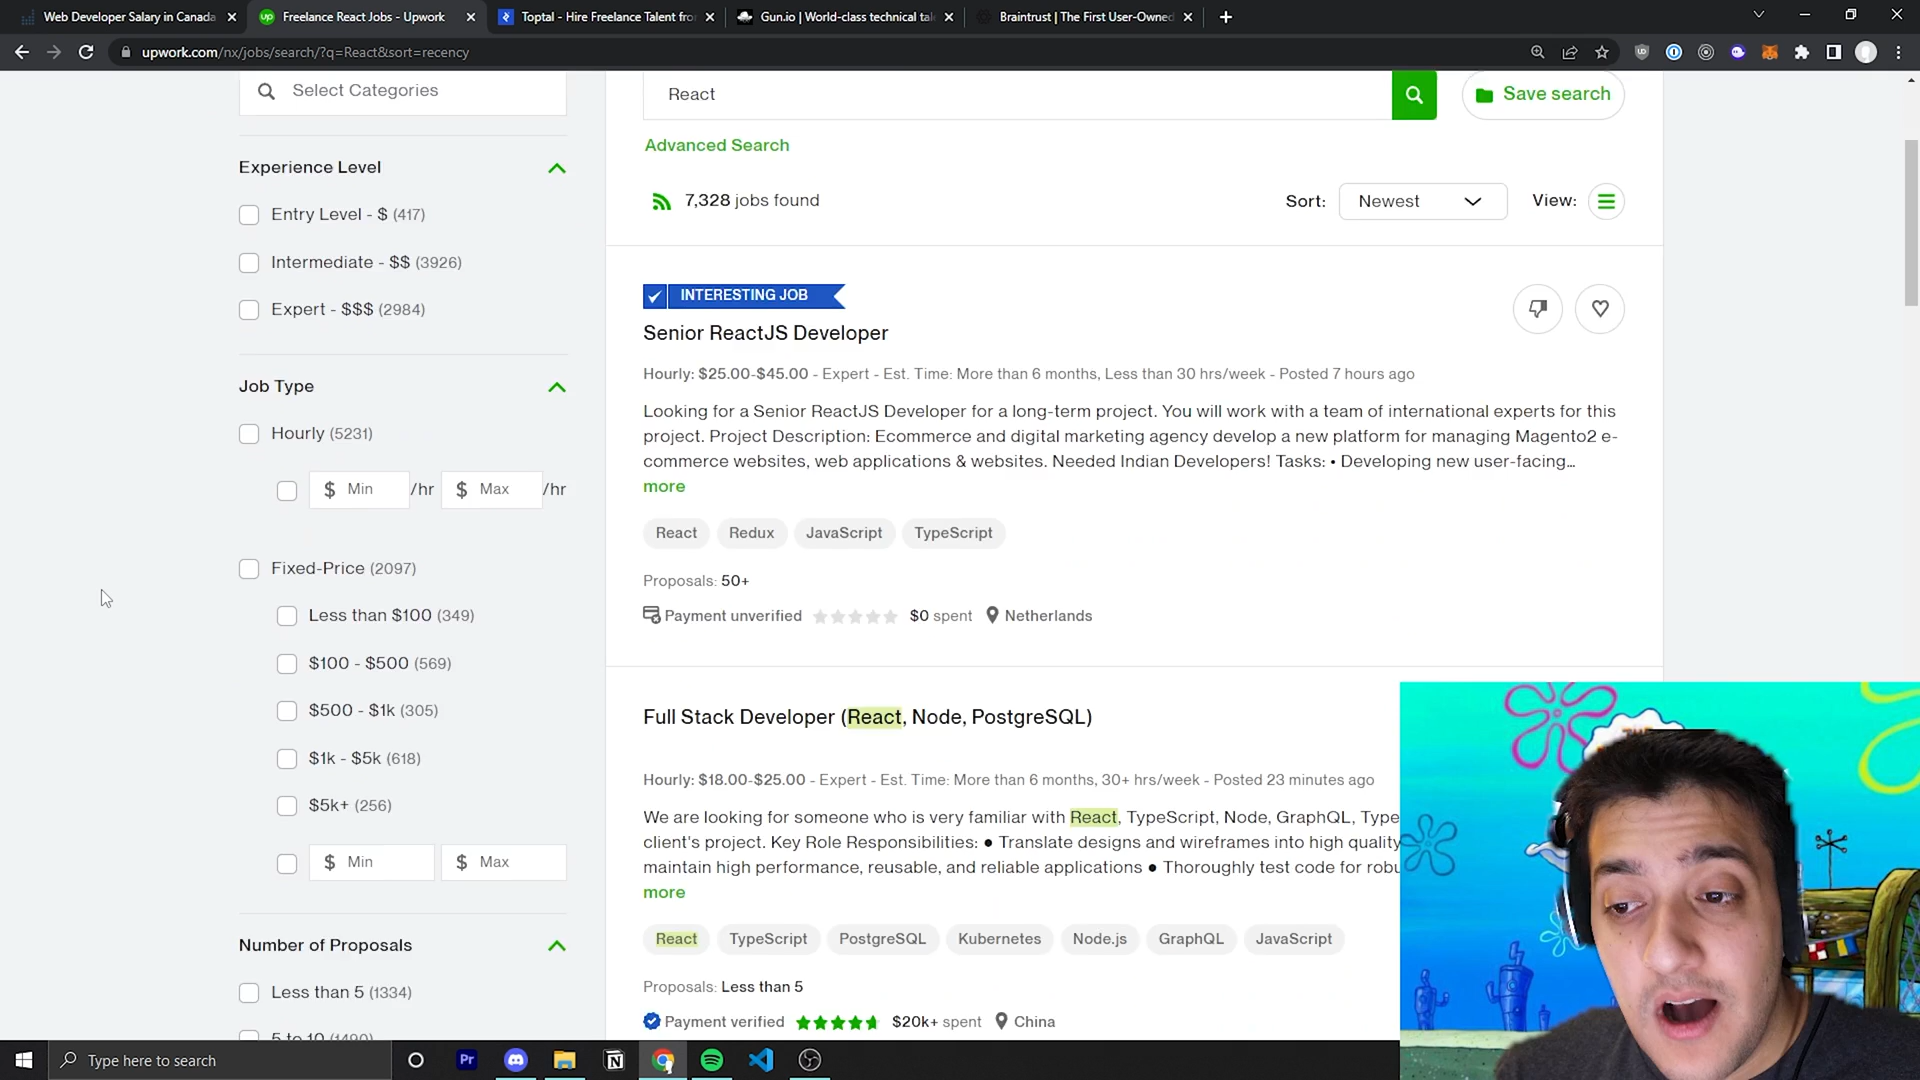 Web Developer Salary in Canada
Freelance React Jobs - Upwork
Toptal - Hire Freelance Talent fro
Gun.io | World-class technical tal
Braintrust | The First User-Owned
upwork.com/nx/jobs/search/?q=React&sort=recency
Select Categories
Experience Level
Entry Level - $ (417)
Intermediate - $$ (3926)
Expert - $$$ (2984)
Job Type
Hourly (5231)
$ Min /hr $ Max /hr
Fixed-Price (2097)
Less than $100 (349)
$100 - $500 (569)
$500 - $1k (305)
$1k - $5k (618)
$5k+ (256)
$ Min $ Max
Number of Proposals
Less than 5 (1334)
5 to 10 (1490)
React
Save search
Advanced Search
7,328 jobs found
Sort: Newest View:
INTERESTING JOB
Senior ReactJS Developer
Hourly: $25.00-$45.00 - Expert - Est. Time: More than 6 months, Less than 30 hrs/week - Posted 7 hours ago
Looking for a Senior ReactJS Developer for a long-term project. You will work with a team of international experts for this
project. Project Description: Ecommerce and digital marketing agency develop a new platform for managing Magento2 e-
commerce websites, web applications & websites. Needed Indian Developers! Tasks: • Developing new user-facing…
more
React Redux JavaScript TypeScript
Proposals: 50+
Payment unverified $0 spent Netherlands
Full Stack Developer (React, Node, PostgreSQL)
Hourly: $18.00-$25.00 - Expert - Est. Time: More than 6 months, 30+ hrs/week - Posted 23 minutes ago
We are looking for someone who is very familiar with React, TypeScript, Node, GraphQL, Type
client's project. Key Role Responsibilities: ● Translate designs and wireframes into high quality
maintain high performance, reusable, and reliable applications ● Thoroughly test code for robu
more
React TypeScript PostgreSQL Kubernetes Node.js GraphQL JavaScript
Proposals: Less than 5
Payment verified $20k+ spent China
Type here to search
Pr